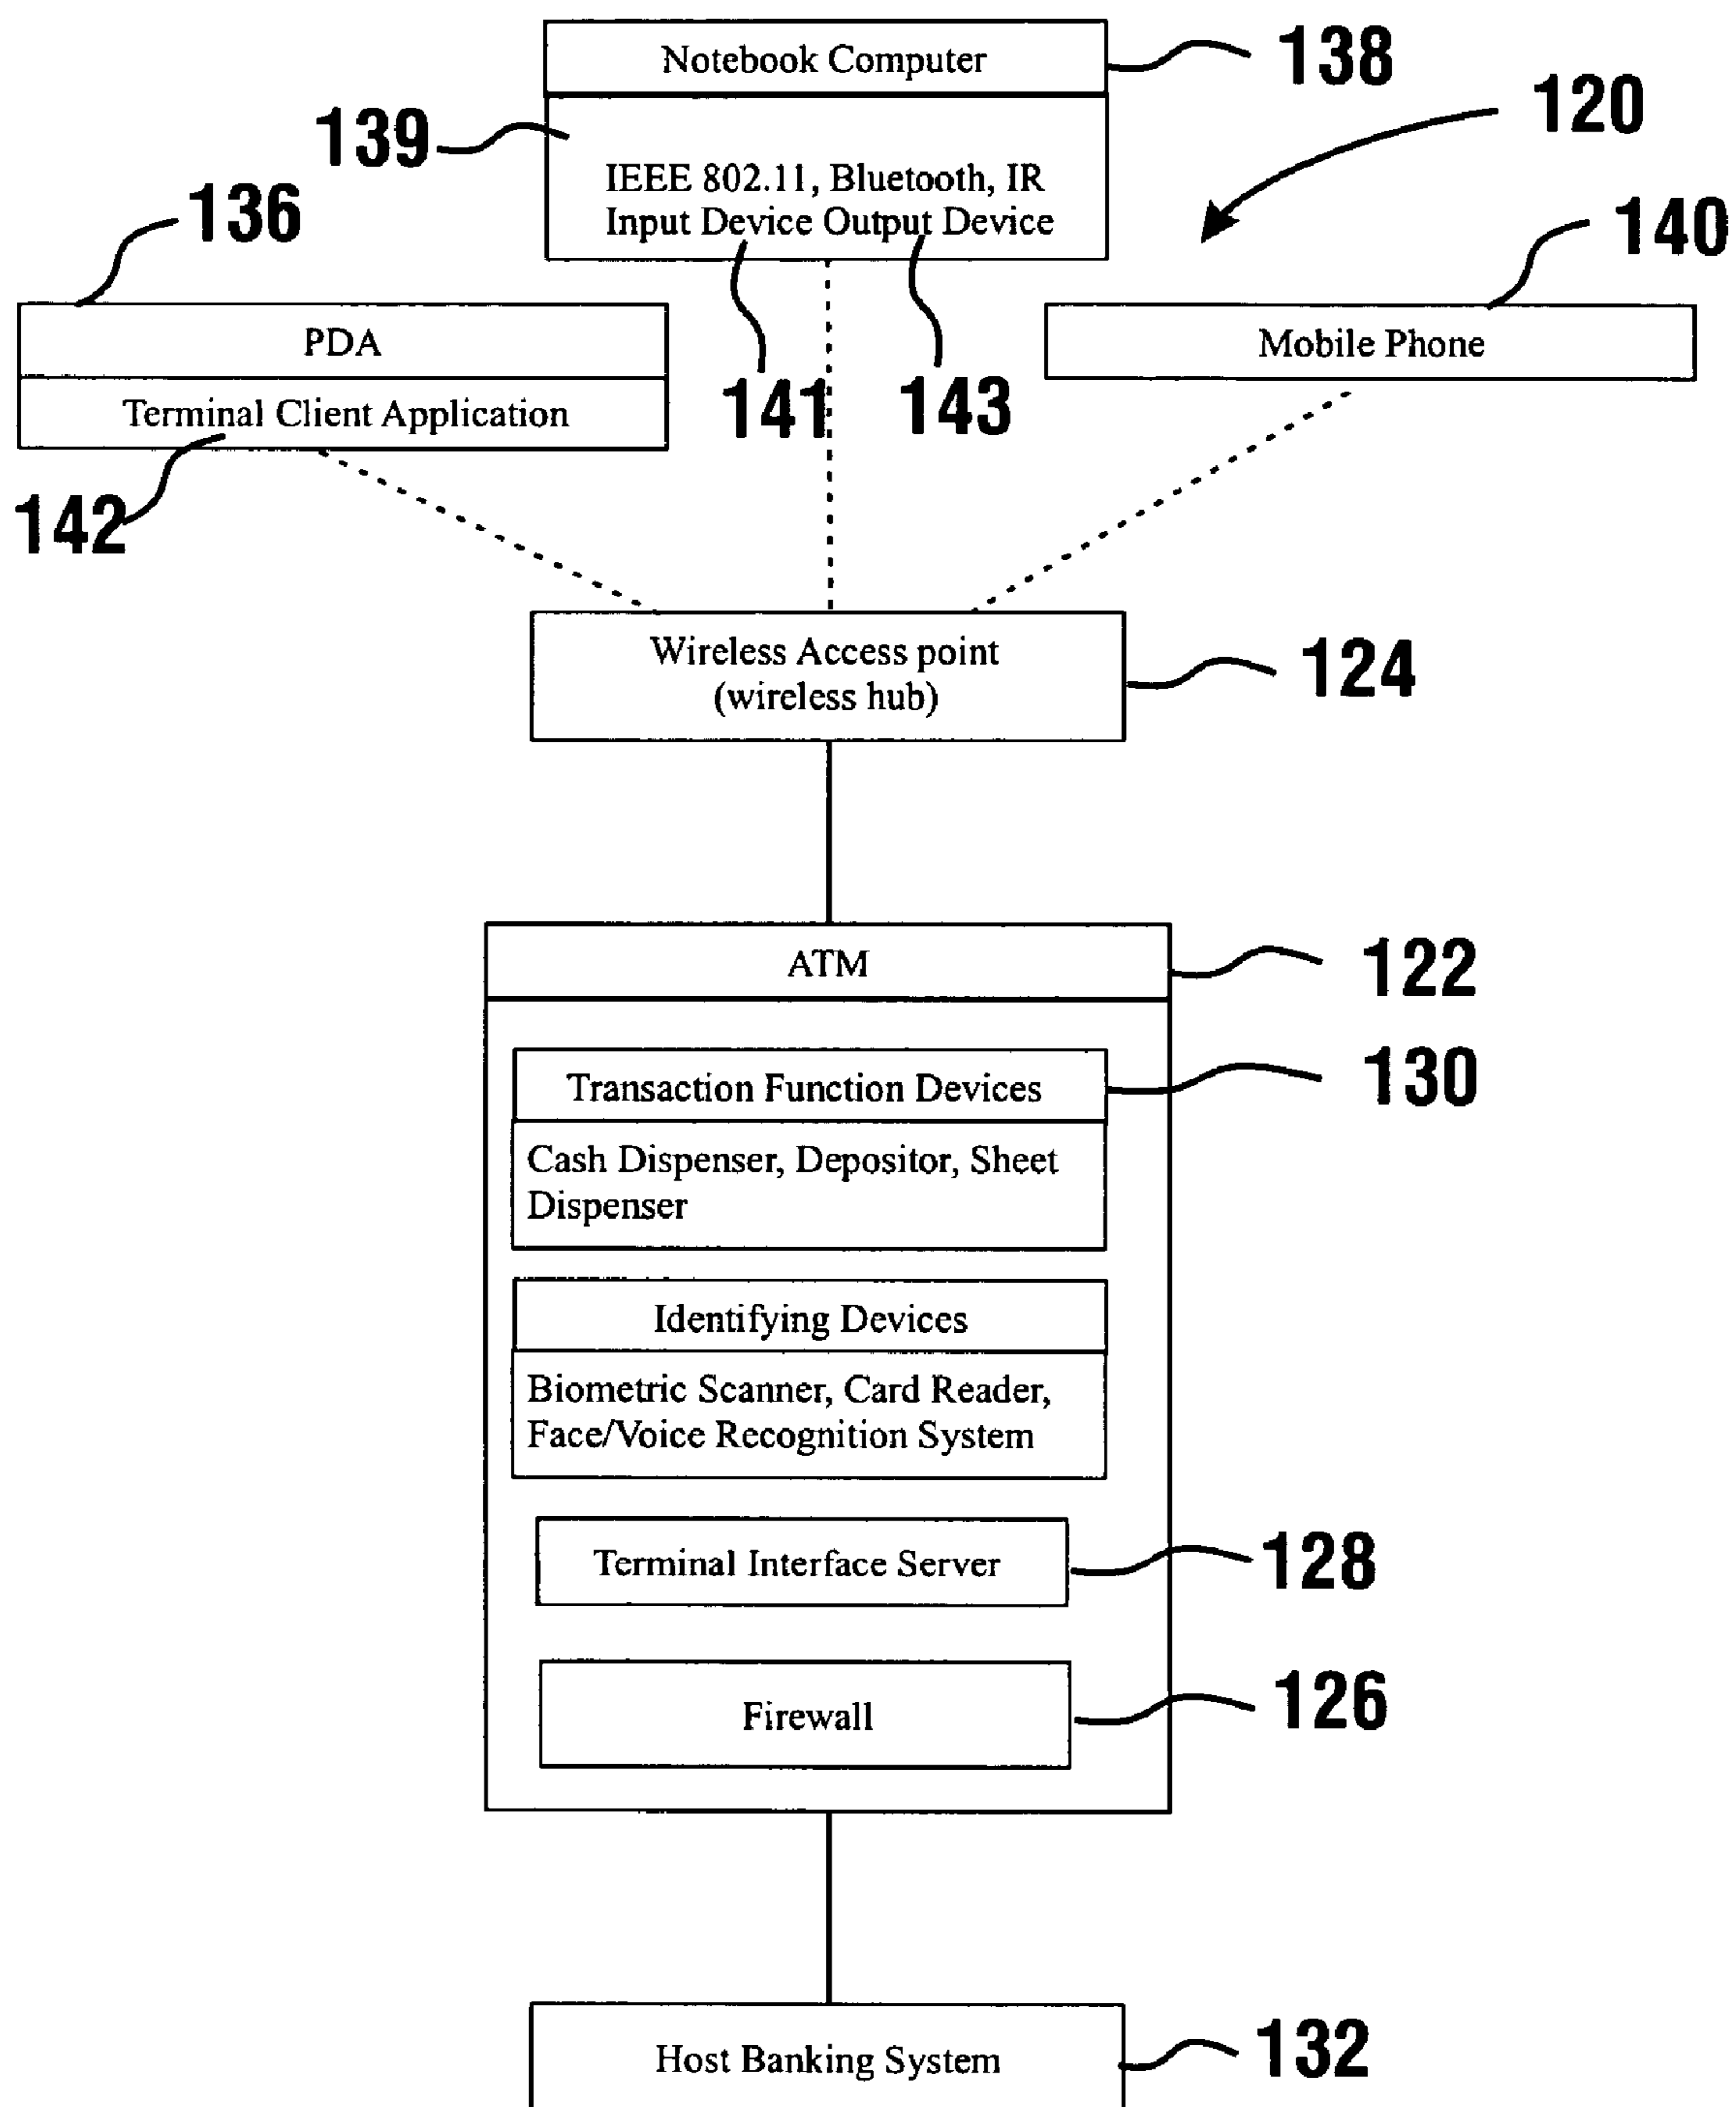 Notebook Computer
138
120
139
IEEE 802.11, Bluetooth, IR
Input Device Output Device
136
140
PDA
Mobile Phone
141
143
Terminal Client Application
142
Wireless Access point
(wireless hub)
124
ATM
122
Transaction Function Devices
130
Cash Dispenser, Depositor, Sheet
Dispenser
Identifying Devices
Biometric Scanner, Card Reader,
Face/Voice Recognition System
Terminal Interface Server
128
Firewall
126
Host Banking System
132